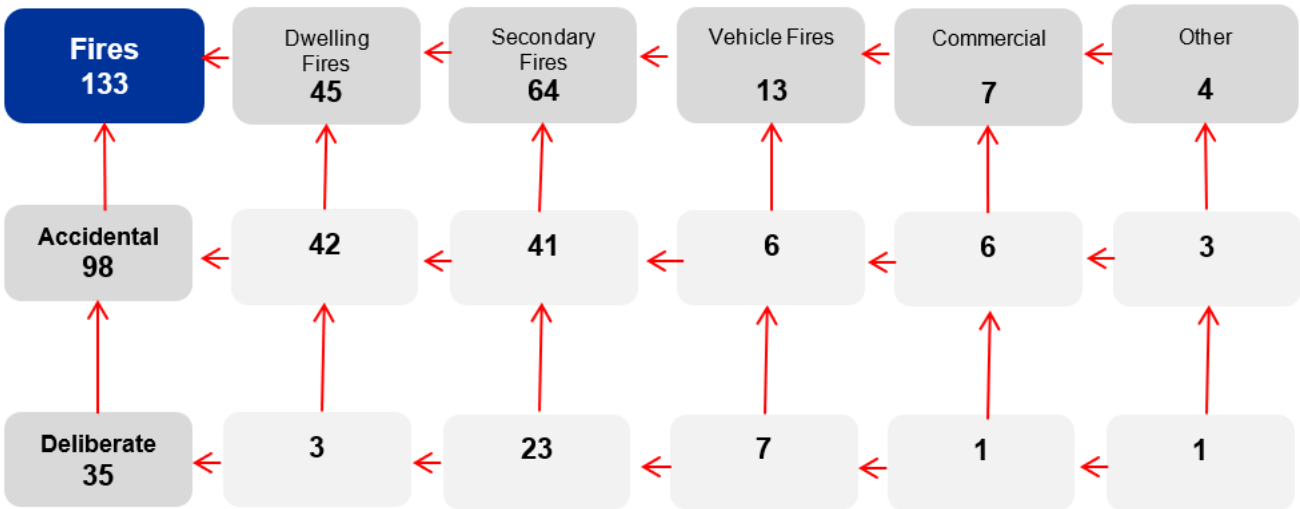 Fires
133
Dwelling
Fires
45
Secondary
Fires
64
Vehicle Fires
13
Commercial
7
Other
4
Accidental
98
42
41
6
6
3
Deliberate
35
3
23
7
1
1